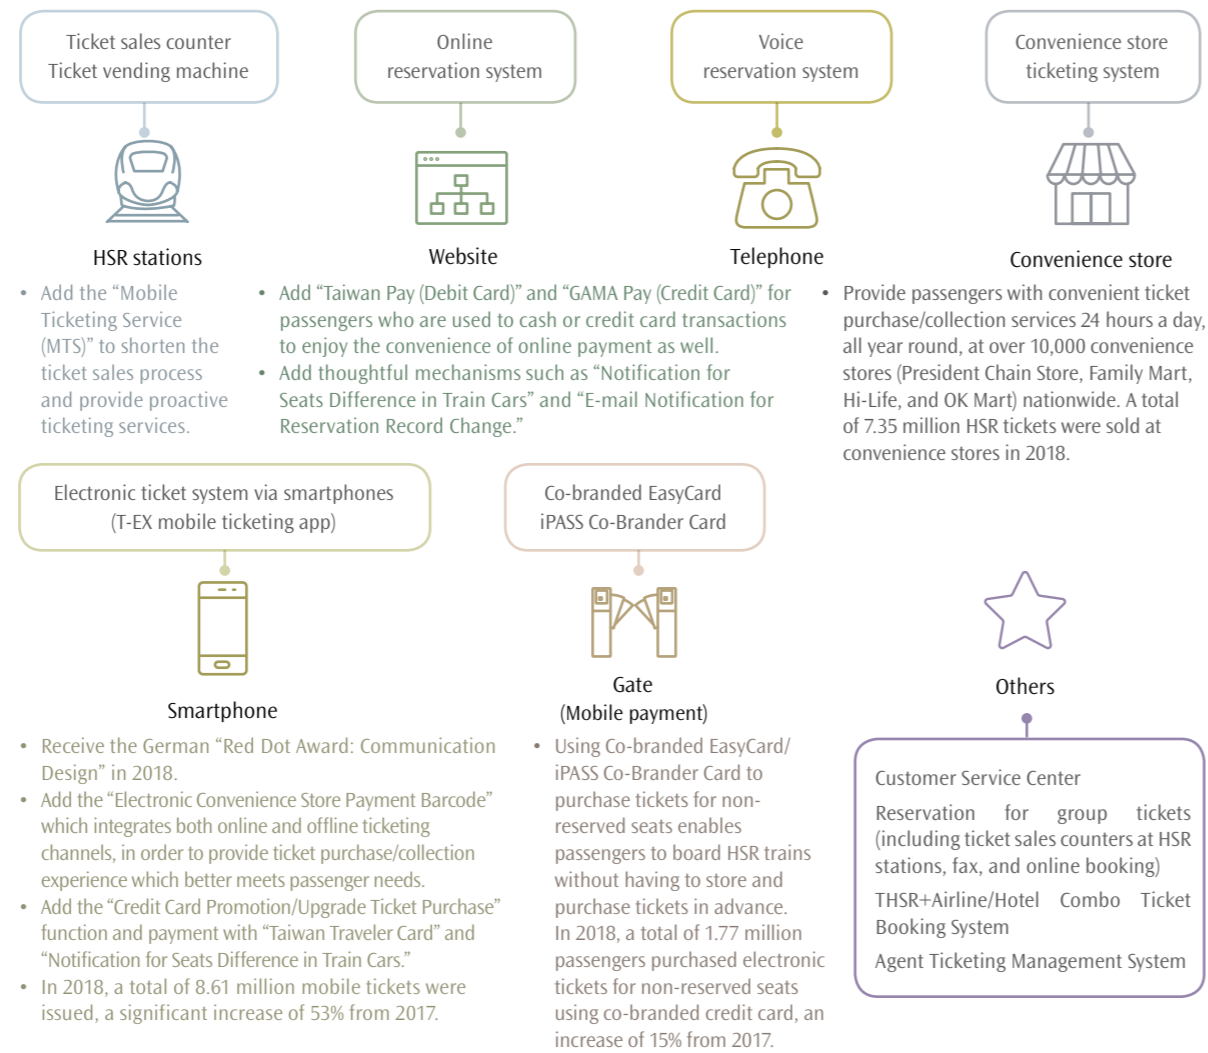 Ticket sales counter
Ticket vending machine
Online
reservation system
Voice
reservation system
Convenience store
ticketing system
HSR stations
• Add the “Mobile
Ticketing Service
(MTS)” to shorten the
ticket sales process
and provide proactive
ticketing services.
Website
• Add “Taiwan Pay (Debit Card)” and “GAMA Pay (Credit Card)” for
passengers who are used to cash or credit card transactions
to enjoy the convenience of online payment as well.
• Add thoughtful mechanisms such as “Notification for
Seats Difference in Train Cars” and “E-mail Notification for
Reservation Record Change.”
Telephone
Convenience store
• Provide passengers with convenient ticket
purchase/collection services 24 hours a day,
all year round, at over 10,000 convenience
stores (President Chain Store, Family Mart,
Hi-Life, and OK Mart) nationwide. A total
of 7.35 million HSR tickets were sold at
convenience stores in 2018.
Electronic ticket system via smartphones
(T-EX mobile ticketing app)
Smartphone
• Receive the German “Red Dot Award: Communication
Design” in 2018.
• Add the “Electronic Convenience Store Payment Barcode”
which integrates both online and offline ticketing
channels, in order to provide ticket purchase/collection
experience which better meets passenger needs.
• Add the “Credit Card Promotion/Upgrade Ticket Purchase”
function and payment with “Taiwan Traveler Card” and
“Notification for Seats Difference in Train Cars.”
• In 2018, a total of 8.61 million mobile tickets were
issued, a significant increase of 53% from 2017.
Co-branded EasyCard
iPASS Co-Brander Card
Gate
(Mobile payment)
• Using Co-branded EasyCard/
iPASS Co-Brander Card to
purchase tickets for non-
reserved seats enables
passengers to board HSR trains
without having to store and
purchase tickets in advance.
In 2018, a total of 1.77 million
passengers purchased electronic
tickets for non-reserved seats
using co-branded credit card, an
increase of 15% from 2017.
Others
Customer Service Center
Reservation for group tickets
(including ticket sales counters at HSR
stations, fax, and online booking)
THSR+Airline/Hotel Combo Ticket
Booking System
Agent Ticketing Management System